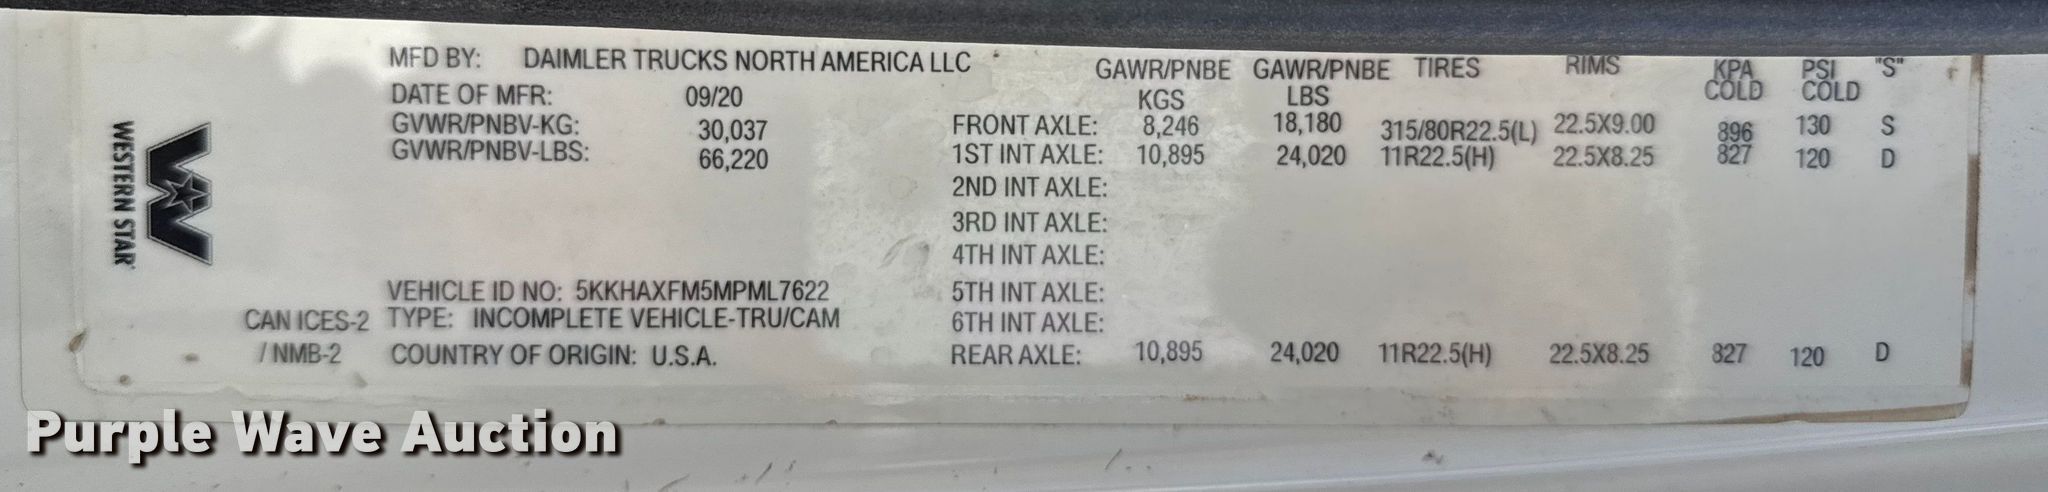 MFD BY: DAIMLER TRUCKS NORTH AMERICA LLC
DATE OF MFR: 09/20
GVWR/PNBV-KG: 30,037
GVWR/PNBV-LBS: 66,220
WESTERN STAR
VEHICLE ID NO: 5KKHAXFM5MPML7622
CAN ICES-2 TYPE: INCOMPLETE VEHICLE-TRU/CAM
/ NMB-2 COUNTRY OF ORIGIN: U.S.A.
GAWR/PNBE GAWR/PNBE TIRES RIMS KPA PSI "S"
KGS LBS COLD COLD
FRONT AXLE: 8,246 18,180 315/80R22.5(L) 22.5X9.00 896 130 S
1ST INT AXLE: 10,895 24,020 11R22.5(H) 22.5X8.25 827 120 D
2ND INT AXLE:
3RD INT AXLE:
4TH INT AXLE:
5TH INT AXLE:
6TH INT AXLE:
REAR AXLE: 10,895 24,020 11R22.5(H) 22.5X8.25 827 120 D
Purple Wave Auction